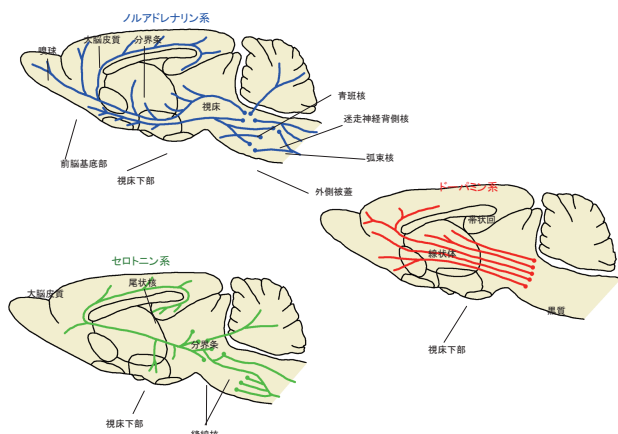 ノルアドレナリン系
嗅球
大脳皮質
分界条
視床
青斑核
迷走神経背側核
弧束核
前脳基底部
視床下部
外側被蓋
ドーパミン系
帯状回
線状体
黒質
視床下部
セロトニン系
大脳皮質
尾状核
分界条
視床下部
縫線核